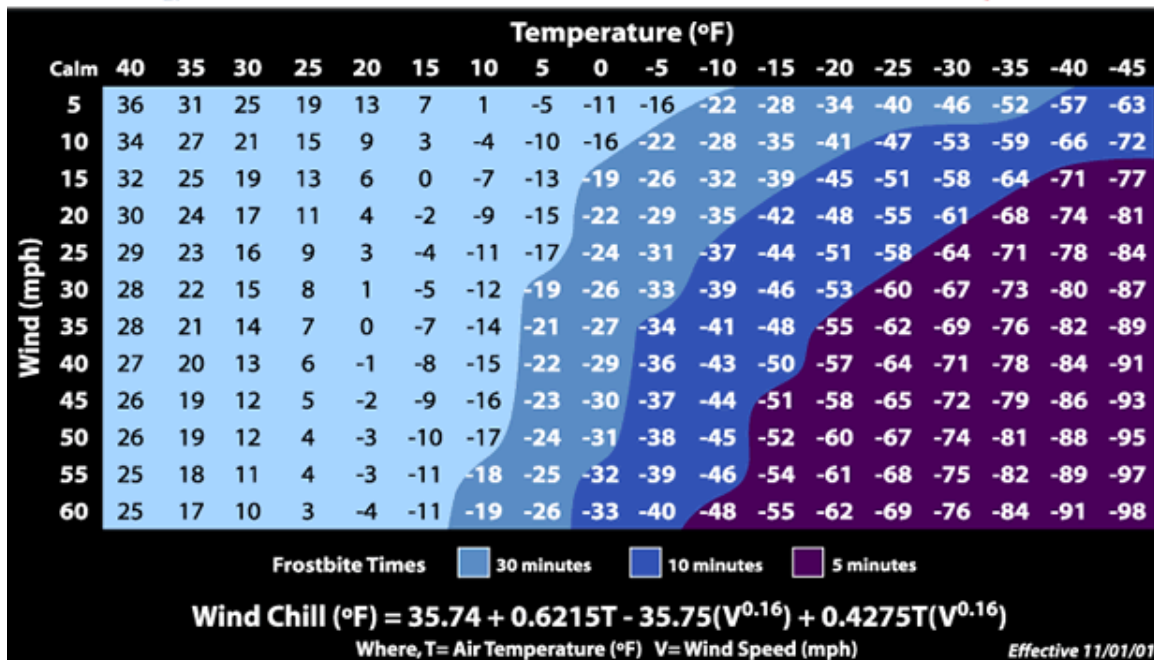 Temperature (ºF)
Calm 40 35 30 25 20 15 10 5 0 -5 -10 -15 -20 -25 -30 -35 -40 -45
5 36 31 25 19 13 7 1 -5 -11 -16 -22 -28 -34 -40 -46 -52 -57 -63
10 34 27 21 15 9 3 -4 -10 -16 -22 -28 -35 -41 -47 -53 -59 -66 -72
15 32 25 19 13 6 0 -7 -13 -19 -26 -32 -39 -45 -51 -58 -64 -71 -77
20 30 24 17 11 4 -2 -9 -15 -22 -29 -35 -42 -48 -55 -61 -68 -74 -81
25 29 23 16 9 3 -4 -11 -17 -24 -31 -37 -44 -51 -58 -64 -71 -78 -84
30 28 22 15 8 1 -5 -12 -19 -26 -33 -39 -46 -53 -60 -67 -73 -80 -87
35 28 21 14 7 0 -7 -14 -21 -27 -34 -41 -48 -55 -62 -69 -76 -82 -89
40 27 20 13 6 -1 -8 -15 -22 -29 -36 -43 -50 -57 -64 -71 -78 -84 -91
45 26 19 12 5 -2 -9 -16 -23 -30 -37 -44 -51 -58 -65 -72 -79 -86 -93
50 26 19 12 4 -3 -10 -17 -24 -31 -38 -45 -52 -60 -67 -74 -81 -88 -95
55 25 18 11 4 -3 -11 -18 -25 -32 -39 -46 -54 -61 -68 -75 -82 -89 -97
60 25 17 10 3 -4 -11 -19 -26 -33 -40 -48 -55 -62 -69 -76 -84 -91 -98
Wind (mph)
Frostbite Times 30 minutes 10 minutes 5 minutes
Wind Chill (ºF) = 35.74 + 0.6215T - 35.75(V^0.16) + 0.4275T(V^0.16)
Where, T= Air Temperature (ºF) V= Wind Speed (mph) Effective 11/01/01